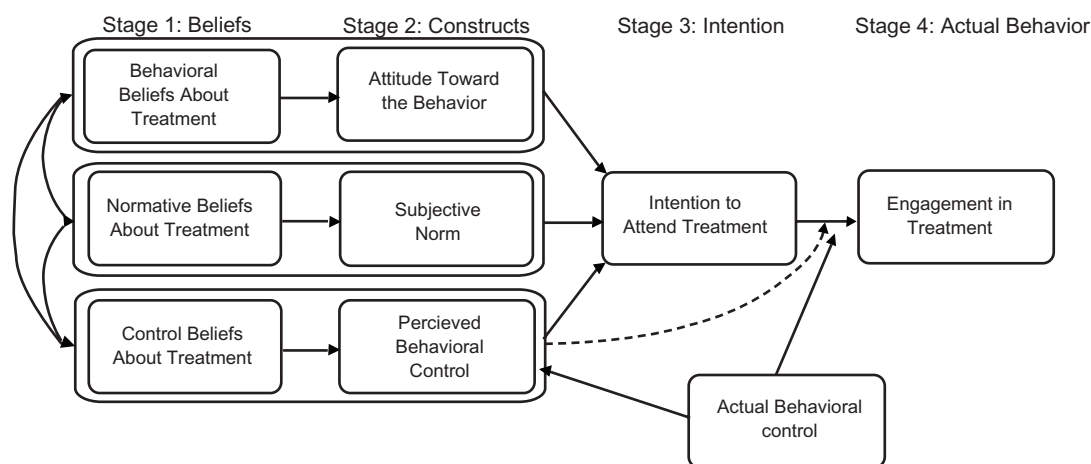 Stage 1: Beliefs
Stage 2: Constructs
Stage 3: Intention
Stage 4: Actual Behavior
Behavioral
Beliefs About
Treatment
Attitude Toward
the Behavior
Normative Beliefs
About Treatment
Subjective
Norm
Intention to
Attend Treatment
Engagement in
Treatment
Control Beliefs
About Treatment
Percieved
Behavioral
Control
Actual Behavioral
control